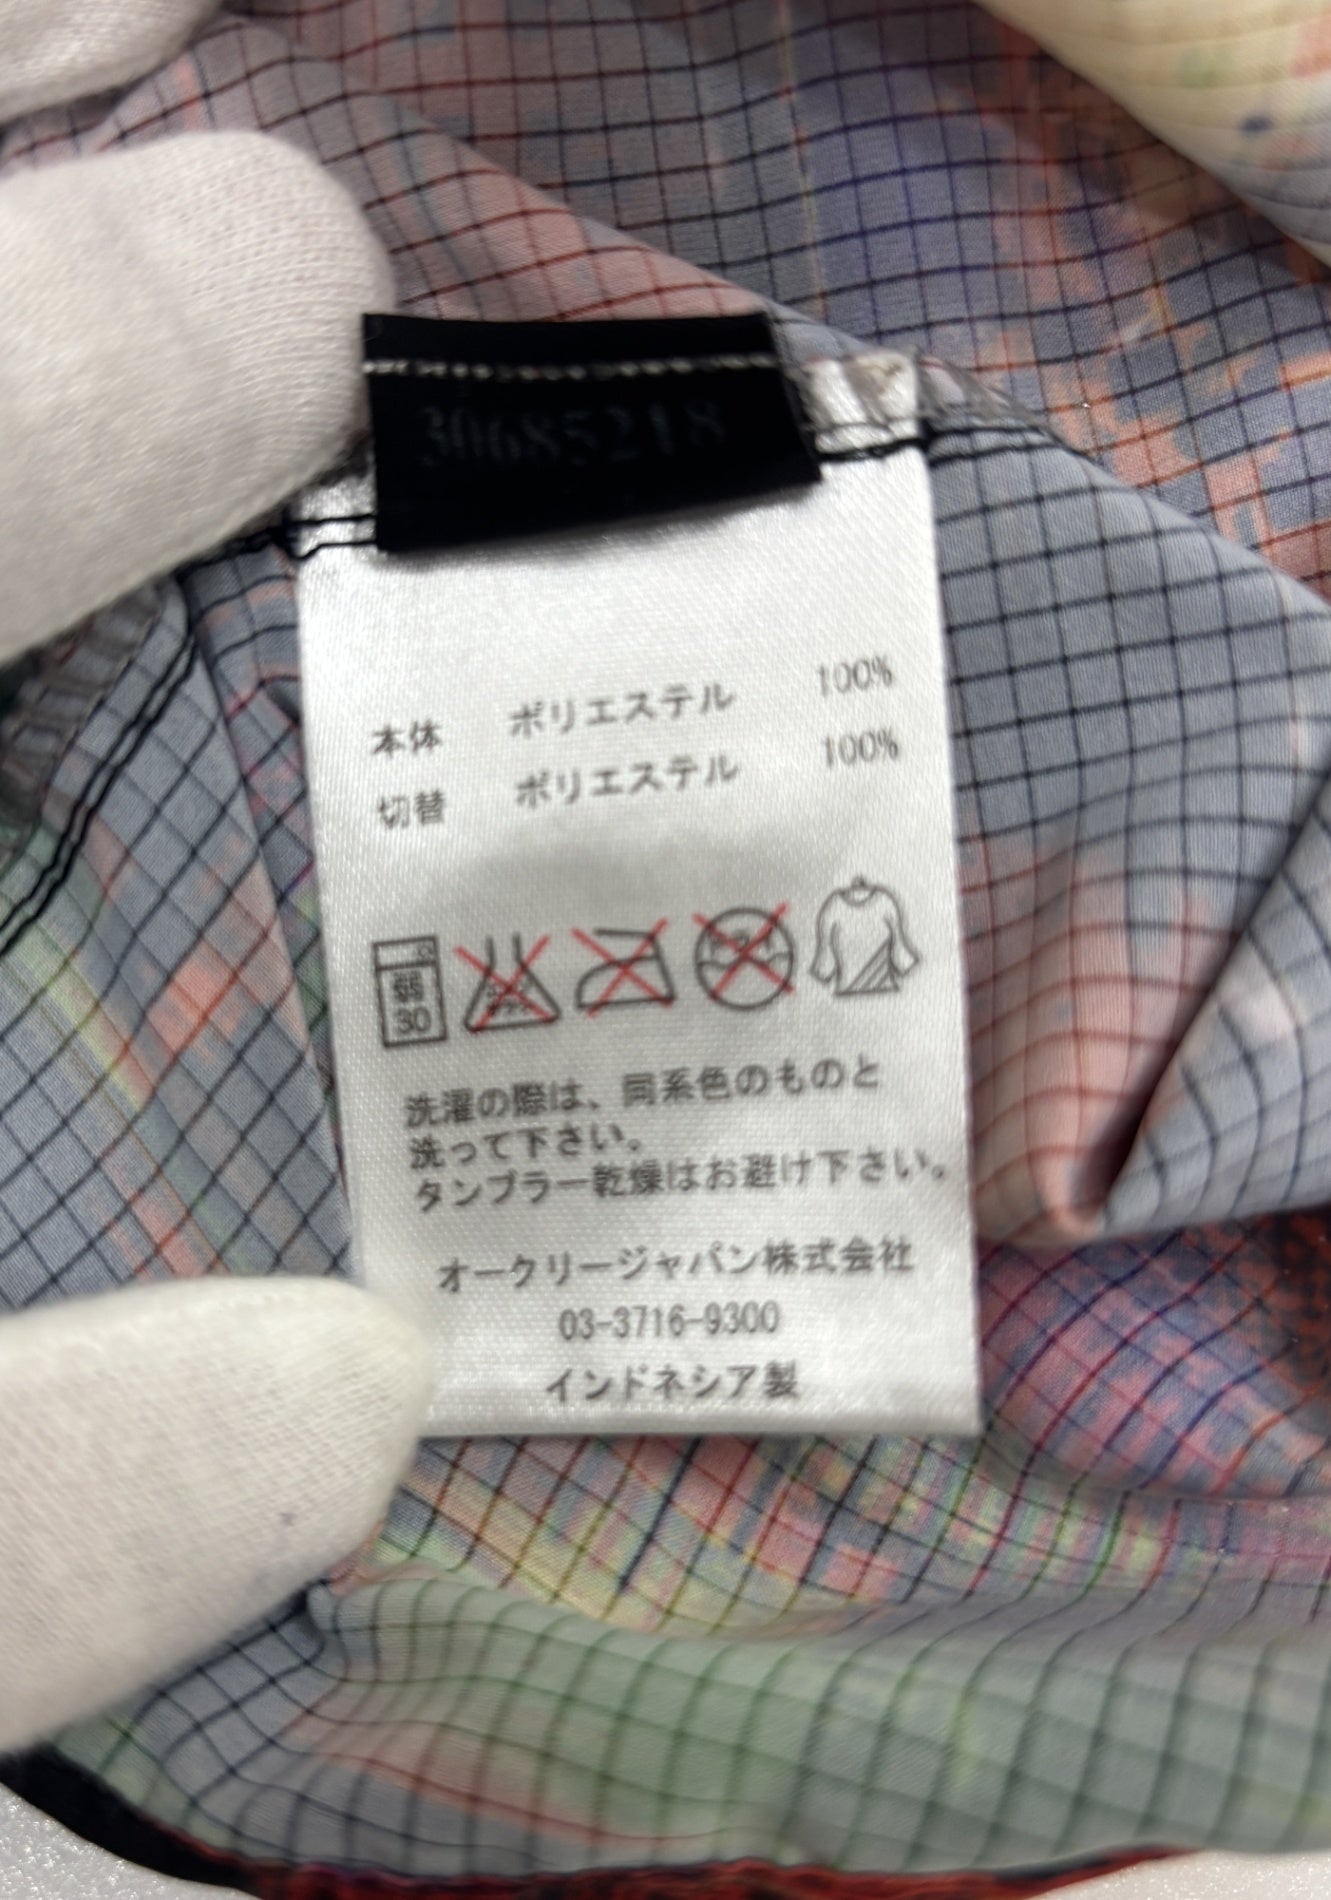 30685218
本体 ポリエステル 100%
切替 ポリエステル 100%
弱
30
洗濯の際は、同系色のものと
洗って下さい。
タンブラー乾燥はお避け下さい。
オークリージャパン株式会社
03-3716-9300
インドネシア製